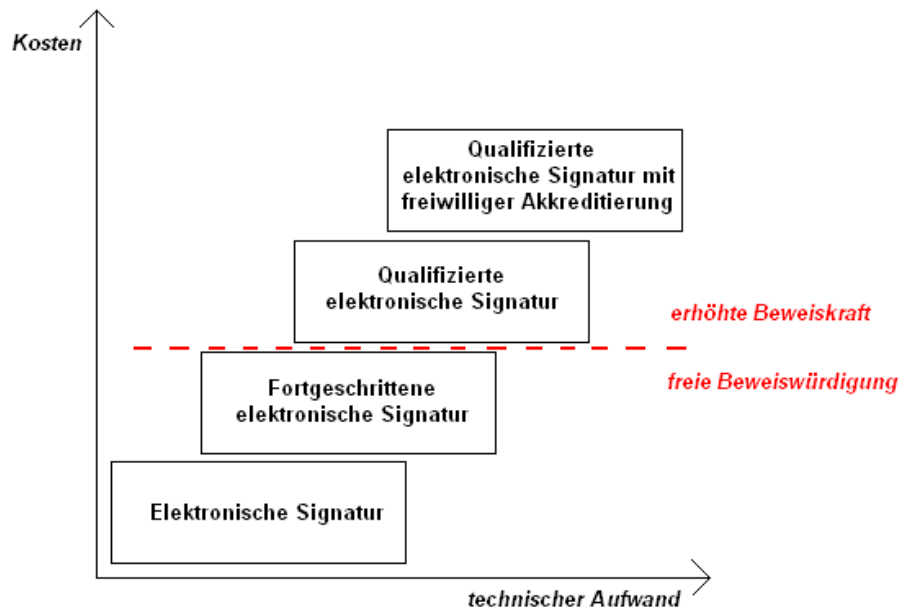 Kosten
Qualifizierte
elektronische Signatur mit
freiwilliger Akkreditierung
Qualifizierte
elektronische Signatur
erhöhte Beweiskraft
freie Beweiswürdigung
Fortgeschrittene
elektronische Signatur
Elektronische Signatur
technischer Aufwand